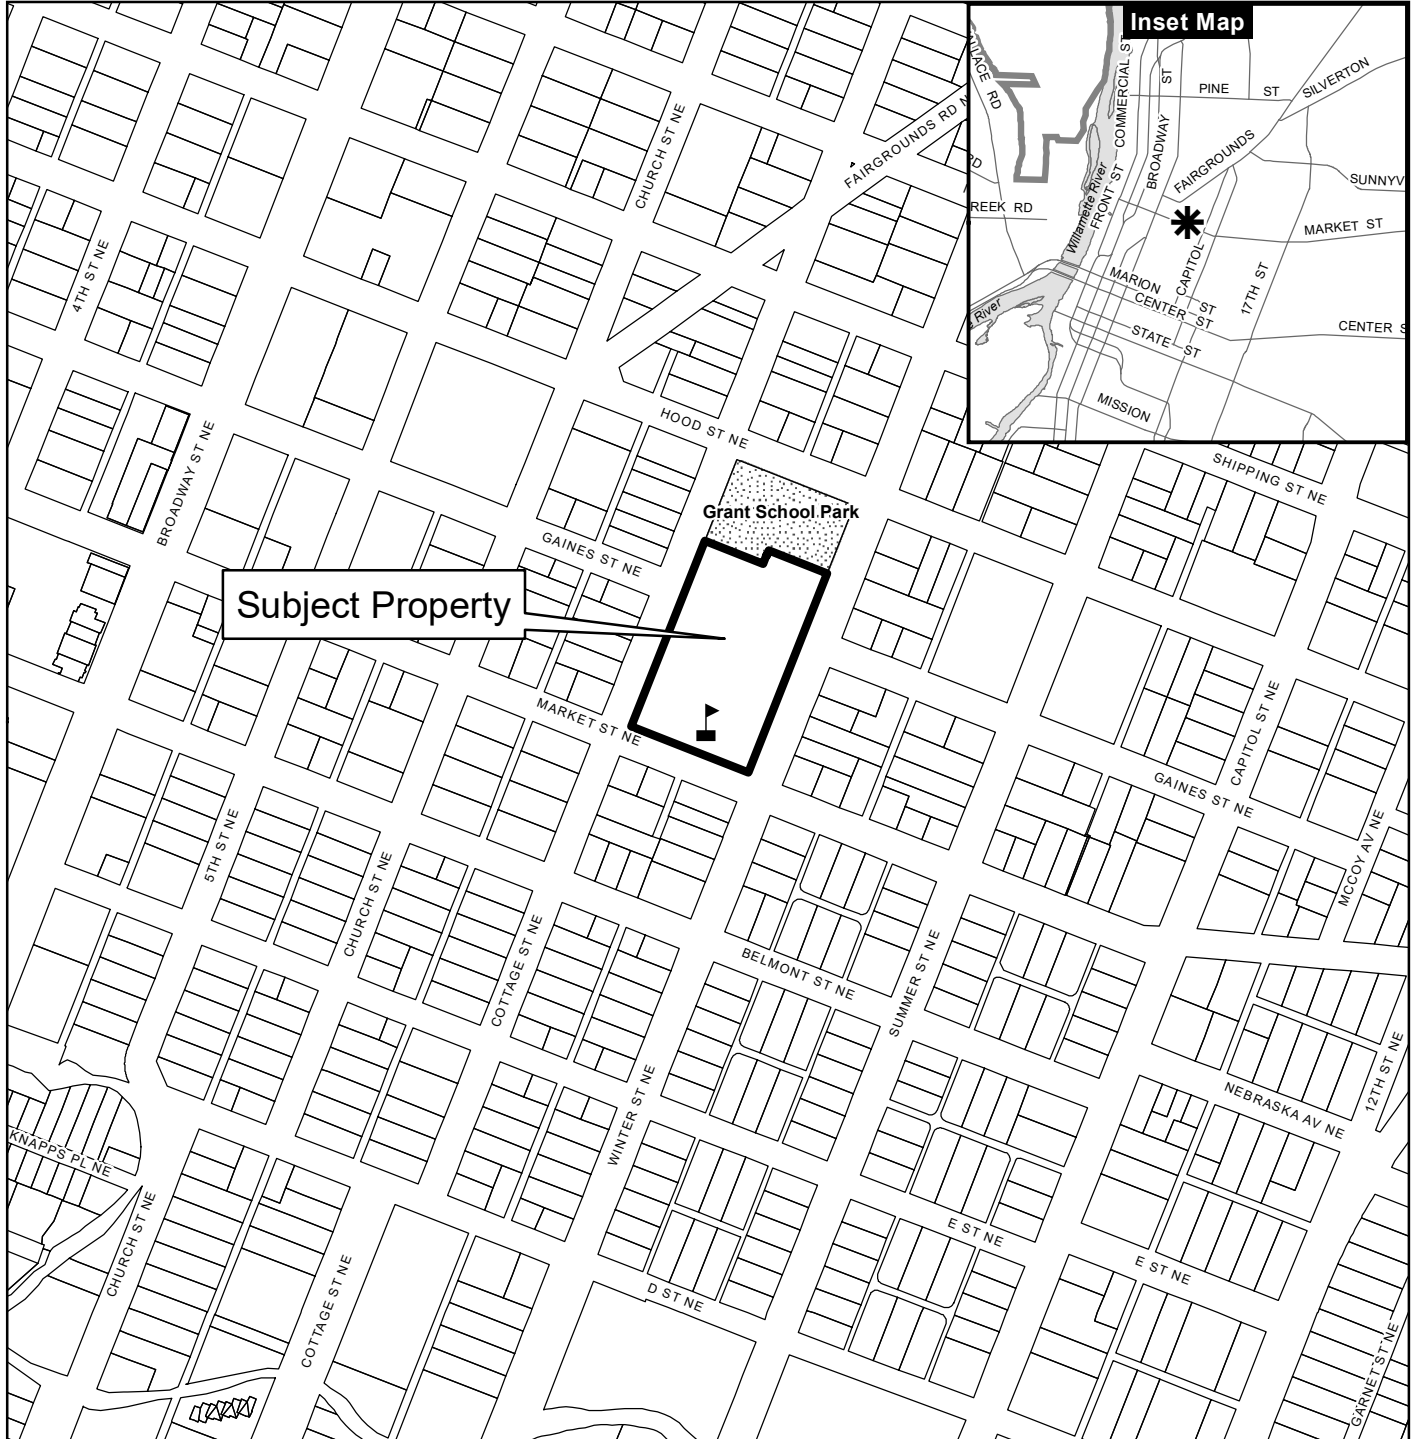 Inset Map
COMMERCIAL ST
ST
PINE ST
SILVERTON
RD
BROADWAY
FAIRGROUNDS
SUNNYV
REEK RD
Willamette River
FRONT ST
MARKET ST
MARION ST
CAPITOL
17TH ST
CENTER ST
River
CENTER S
STATE ST
MISSION
CHURCH ST NE
FAIRGROUNDS RD N
4TH ST NE
HOOD ST NE
BROADWAY ST NE
SHIPPING ST NE
Grant School Park
GAINES ST NE
Subject Property
MARKET ST NE
CAPITOL ST NE
GAINES ST NE
5TH ST NE
MCCOY AV NE
CHURCH ST NE
COTTAGE ST NE
BELMONT ST NE
SUMMER ST NE
WINTER ST NE
12TH ST NE
NEBRASKA AV NE
KNAPPS PL NE
CHURCH ST NE
E ST NE
E ST NE
COTTAGE ST NE
D ST NE
GARNET ST NE